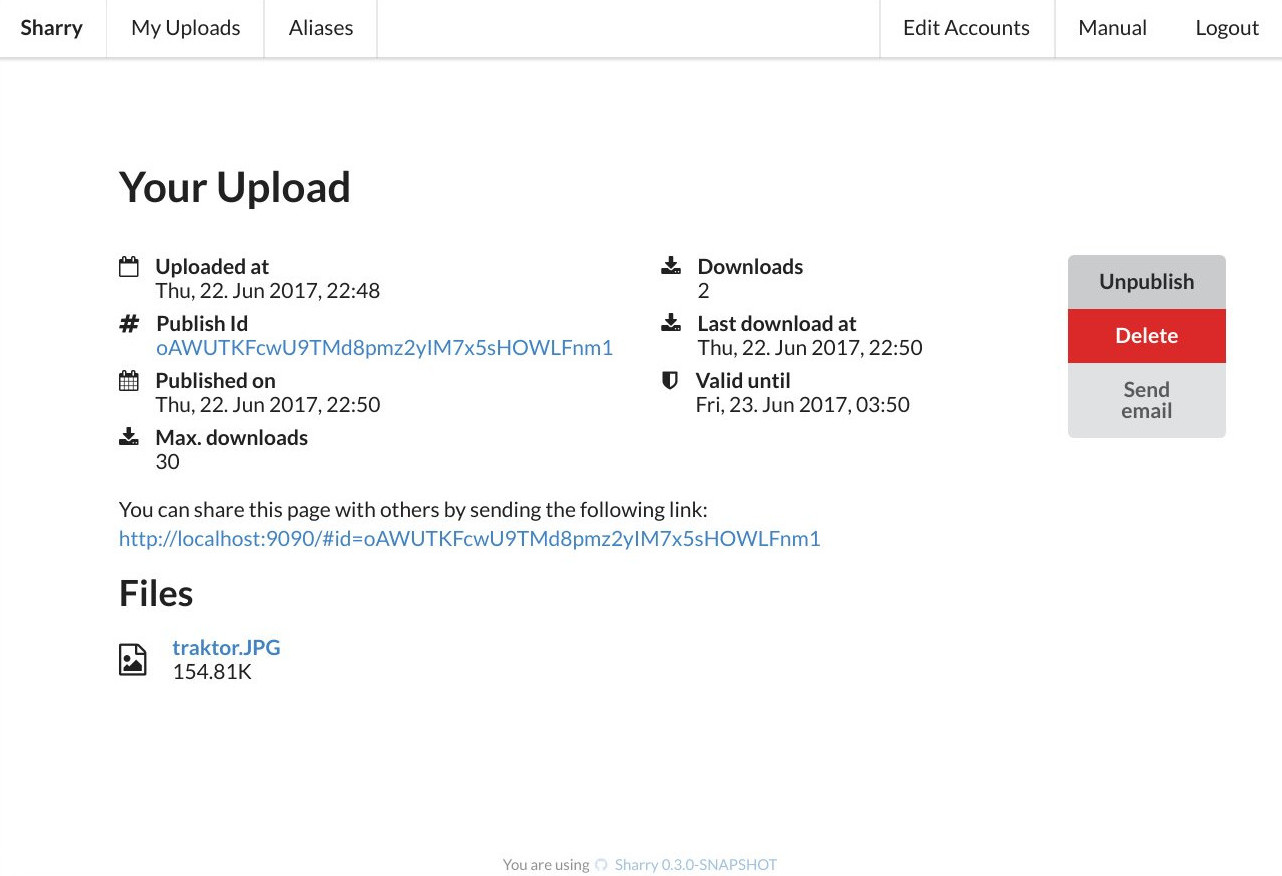 Sharry
My Uploads
Aliases
Edit Accounts
Manual
Logout
Your Upload
Uploaded at
Thu, 22. Jun 2017, 22:48
Publish Id
oAWUTKFcwU9TMd8pmz2yIM7x5sHOWLFnm1
Published on
Thu, 22. Jun 2017, 22:50
Max. downloads
30
Downloads
2
Last download at
Thu, 22. Jun 2017, 22:50
Valid until
Fri, 23. Jun 2017, 03:50
Unpublish
Delete
Send
email
You can share this page with others by sending the following link:
http://localhost:9090/#id=oAWUTKFcwU9TMd8pmz2yIM7x5sHOWLFnm1
Files
traktor.JPG
154.81K
You are using Sharry 0.3.0-SNAPSHOT